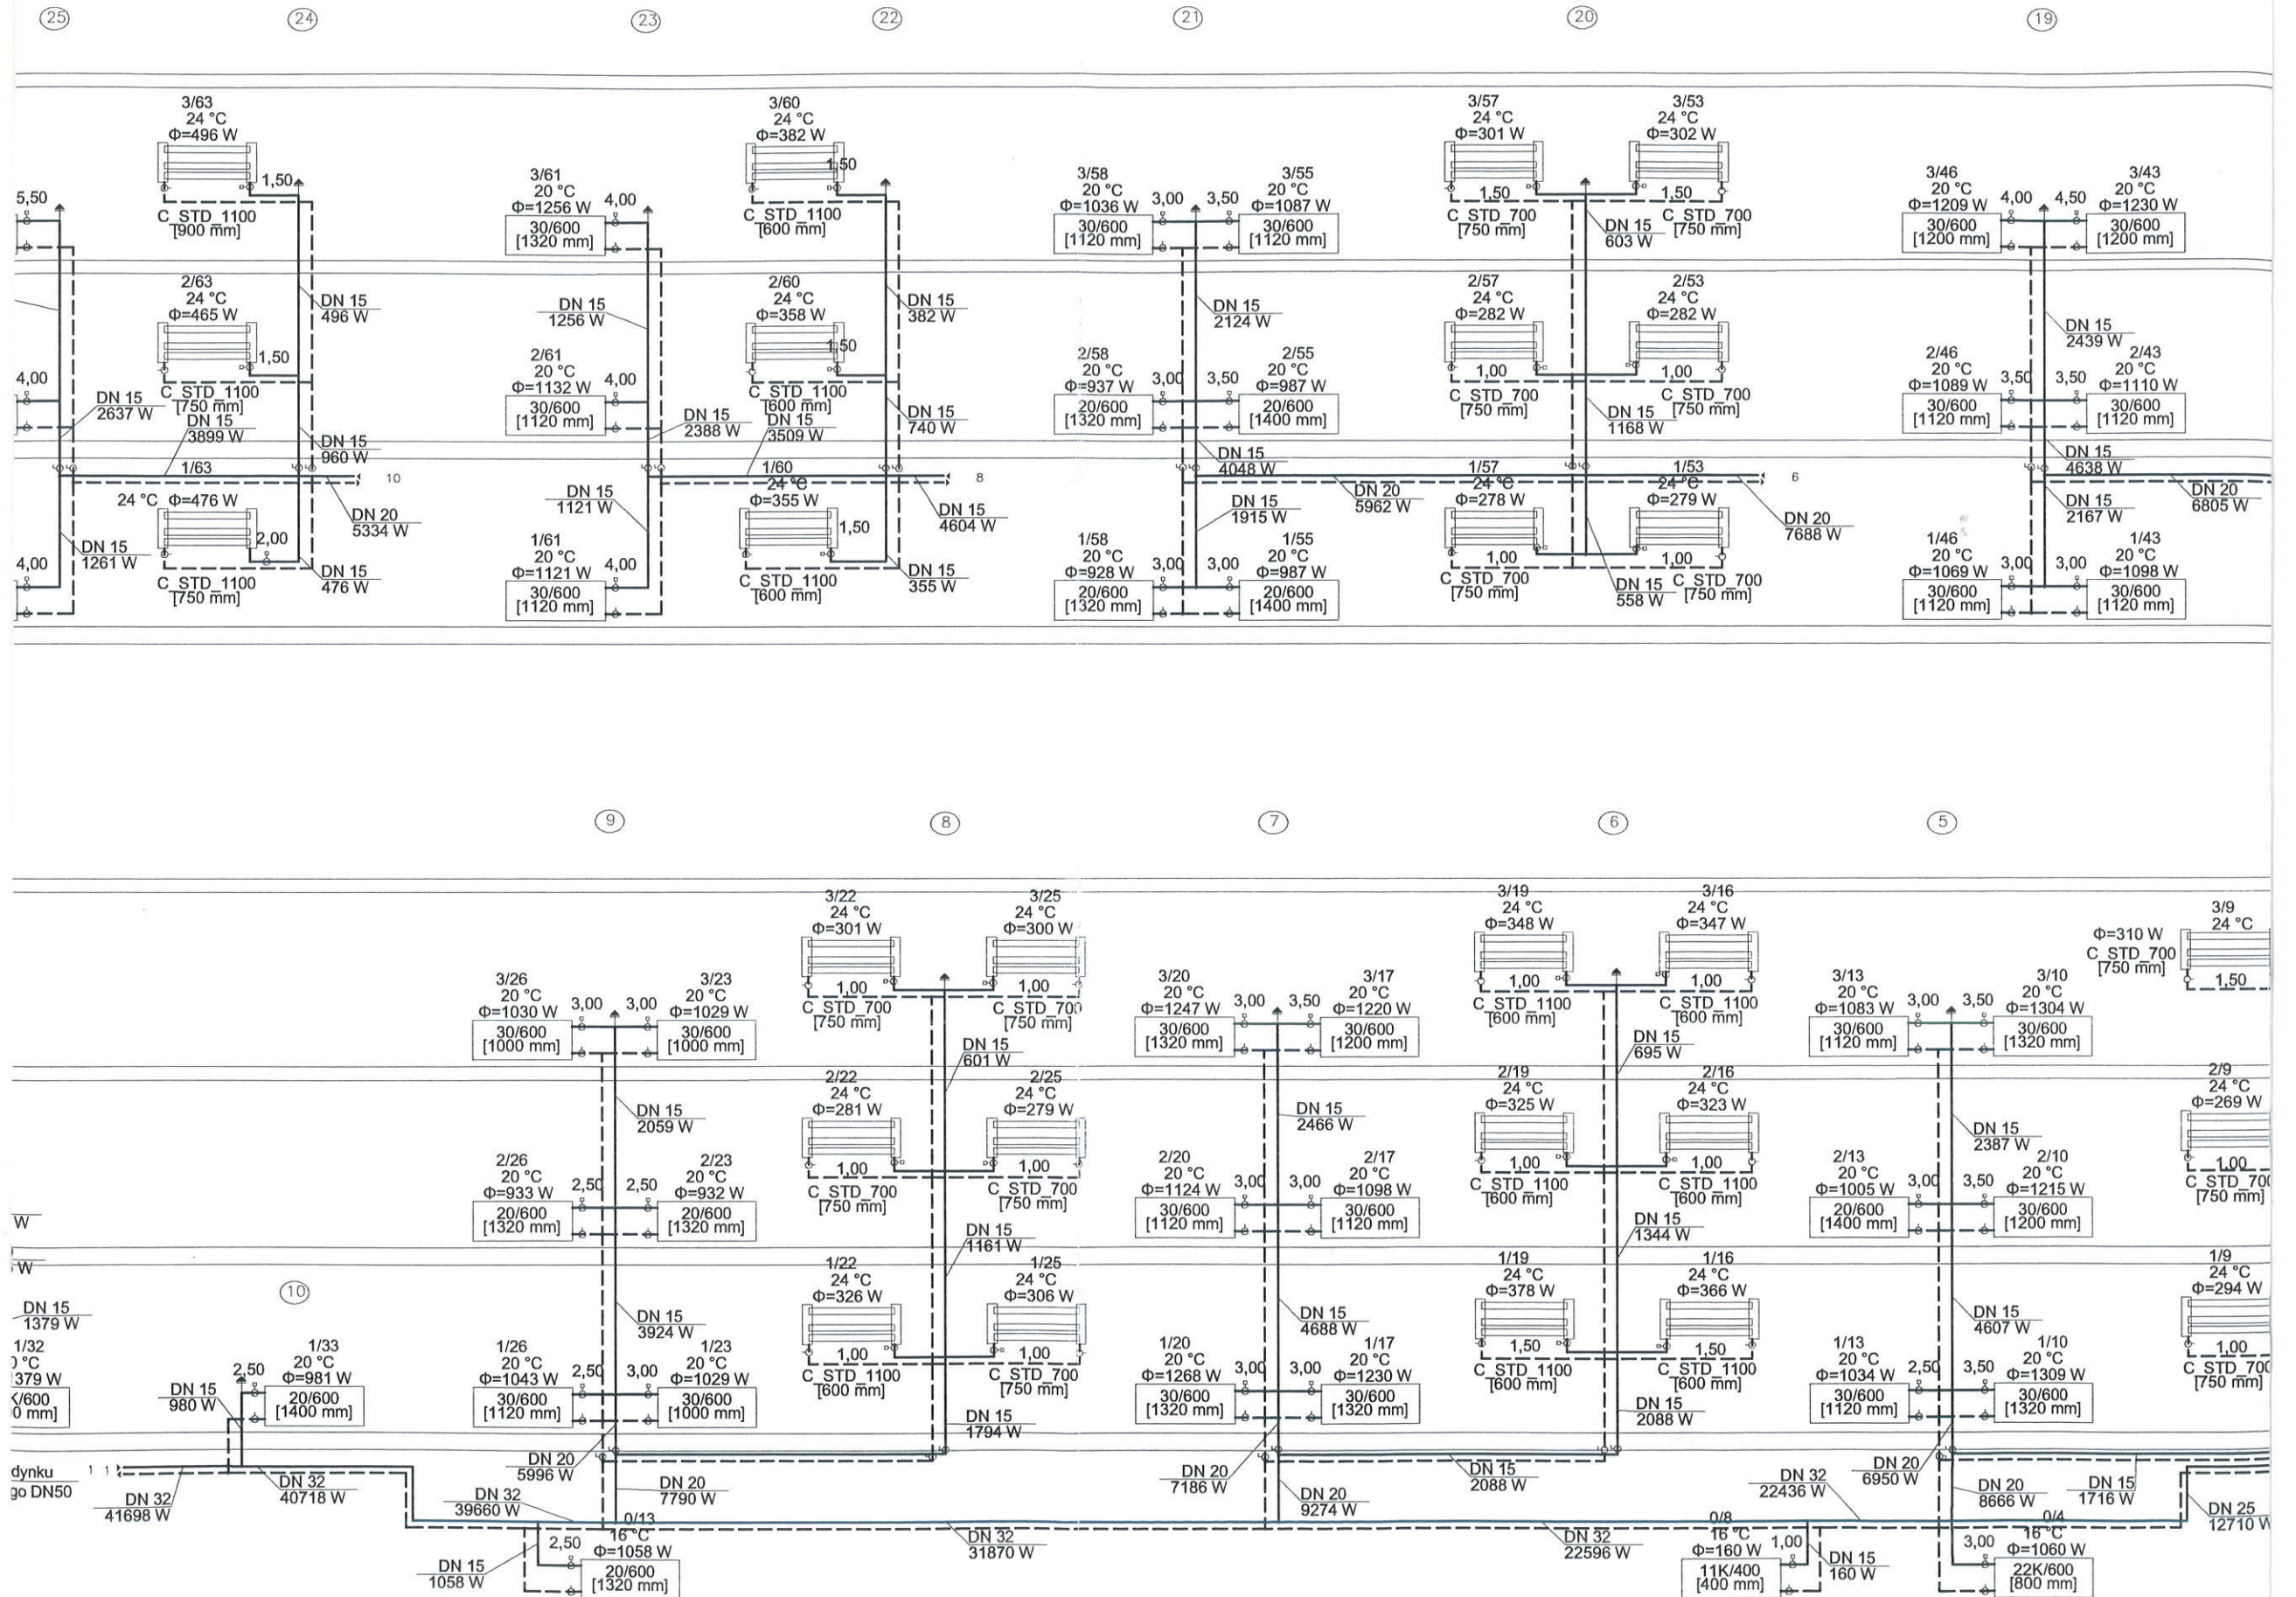 25
24
23
22
21
20
19
5,50
4,00
DN 15
2637 W
DN 15
1261 W
4,00
3/63
24 °C
Φ=496 W
1,50
C_STD_1100
[900 mm]
DN 15
496 W
2/63
24 °C
Φ=465 W
1,50
C_STD_1100
[750 mm]
DN 15
3899 W
DN 15
960 W
1/63
10
24 °C Φ=476 W
2,00
DN 20
5334 W
C_STD_1100
[750 mm]
DN 15
476 W
3/61
20 °C
Φ=1256 W
4,00
30/600
[1320 mm]
DN 15
1256 W
2/61
20 °C
Φ=1132 W
4,00
30/600
[1120 mm]
DN 15
2388 W
DN 15
1121 W
1/61
20 °C
Φ=1121 W
4,00
30/600
[1120 mm]
3/60
24 °C
Φ=382 W
1,50
C_STD_1100
[600 mm]
DN 15
382 W
2/60
24 °C
Φ=358 W
1,50
C_STD_1100
[600 mm]
DN 15
3509 W
DN 15
740 W
1/60
8
24 °C
Φ=355 W
1,50
DN 15
4604 W
C_STD_1100
[600 mm]
DN 15
355 W
3/58
20 °C
Φ=1036 W
3,00
30/600
[1120 mm]
3/55
20 °C
Φ=1087 W
3,50
30/600
[1120 mm]
DN 15
2124 W
2/58
20 °C
Φ=937 W
3,00
20/600
[1320 mm]
2/55
20 °C
Φ=987 W
3,50
20/600
[1400 mm]
DN 15
4048 W
DN 15
1915 W
DN 20
5962 W
1/58
20 °C
Φ=928 W
3,00
20/600
[1320 mm]
1/55
20 °C
Φ=987 W
3,00
20/600
[1400 mm]
3/57
24 °C
Φ=301 W
1,50
C_STD_700
[750 mm]
3/53
24 °C
Φ=302 W
1,50
C_STD_700
[750 mm]
DN 15
603 W
2/57
24 °C
Φ=282 W
1,00
C_STD_700
[750 mm]
2/53
24 °C
Φ=282 W
1,00
C_STD_700
[750 mm]
DN 15
1168 W
1/57
24 °C
Φ=278 W
1,00
C_STD_700
[750 mm]
1/53
24 °C
Φ=279 W
1,00
C_STD_700
[750 mm]
6
DN 20
7688 W
DN 15
558 W
3/46
20 °C
Φ=1209 W
4,00
30/600
[1200 mm]
3/43
20 °C
Φ=1230 W
4,50
30/600
[1200 mm]
DN 15
2439 W
2/46
20 °C
Φ=1089 W
3,50
30/600
[1120 mm]
2/43
20 °C
Φ=1110 W
3,50
30/600
[1120 mm]
DN 15
4638 W
DN 15
2167 W
DN 20
6805 W
1/46
20 °C
Φ=1069 W
3,00
30/600
[1120 mm]
1/43
20 °C
Φ=1098 W
3,00
30/600
[1120 mm]
9
8
7
6
5
W
W
DN 15
1379 W
1/32
°C
379 W
K/600
0 mm]
dynku
go DN50
1 1
DN 32
41698 W
10
DN 15
980 W
2,50
1/33
20 °C
Φ=981 W
20/600
[1400 mm]
DN 32
40718 W
3/26
20 °C
Φ=1030 W
3,00
30/600
[1000 mm]
3/23
20 °C
Φ=1029 W
3,00
30/600
[1000 mm]
DN 15
2059 W
2/26
20 °C
Φ=933 W
2,50
20/600
[1320 mm]
2/23
20 °C
Φ=932 W
2,50
20/600
[1320 mm]
DN 15
3924 W
1/26
20 °C
Φ=1043 W
2,50
30/600
[1120 mm]
1/23
20 °C
Φ=1029 W
3,00
30/600
[1000 mm]
DN 20
5996 W
DN 20
7790 W
DN 32
39660 W
DN 15
1058 W
0/13
16 °C
2,50
Φ=1058 W
20/600
[1320 mm]
3/22
24 °C
Φ=301 W
1,00
C_STD_700
[750 mm]
3/25
24 °C
Φ=300 W
1,00
C_STD_700
[750 mm]
DN 15
601 W
2/22
24 °C
Φ=281 W
1,00
C_STD_700
[750 mm]
2/25
24 °C
Φ=279 W
1,00
C_STD_700
[750 mm]
DN 15
1161 W
1/22
24 °C
Φ=326 W
1,00
C_STD_1100
[600 mm]
1/25
24 °C
Φ=306 W
1,00
C_STD_700
[750 mm]
DN 15
1794 W
DN 32
31870 W
3/20
20 °C
Φ=1247 W
3,00
30/600
[1320 mm]
3/17
20 °C
Φ=1220 W
3,50
30/600
[1200 mm]
DN 15
2466 W
2/20
20 °C
Φ=1124 W
3,00
30/600
[1120 mm]
2/17
20 °C
Φ=1098 W
3,00
30/600
[1120 mm]
DN 15
4688 W
1/20
20 °C
Φ=1268 W
3,00
30/600
[1320 mm]
1/17
20 °C
Φ=1230 W
3,00
30/600
[1320 mm]
DN 20
7186 W
DN 20
9274 W
DN 15
2088 W
3/19
24 °C
Φ=348 W
1,00
C_STD_1100
[600 mm]
3/16
24 °C
Φ=347 W
1,00
C_STD_1100
[600 mm]
DN 15
695 W
2/19
24 °C
Φ=325 W
1,00
C_STD_1100
[600 mm]
2/16
24 °C
Φ=323 W
1,00
C_STD_1100
[600 mm]
DN 15
1344 W
1/19
24 °C
Φ=378 W
1,50
C_STD_1100
[600 mm]
1/16
24 °C
Φ=366 W
1,50
C_STD_1100
[600 mm]
DN 15
2088 W
DN 32
22596 W
DN 32
22436 W
0/8
16 °C
Φ=160 W
1,00
11K/400
[400 mm]
DN 15
160 W
3/13
20 °C
Φ=1083 W
3,00
30/600
[1120 mm]
3/10
20 °C
Φ=1304 W
3,50
30/600
[1320 mm]
DN 15
2387 W
2/13
20 °C
Φ=1005 W
3,00
20/600
[1400 mm]
2/10
20 °C
Φ=1215 W
3,50
30/600
[1200 mm]
DN 15
4607 W
1/13
20 °C
Φ=1034 W
2,50
30/600
[1120 mm]
1/10
20 °C
Φ=1309 W
3,50
30/600
[1320 mm]
DN 20
6950 W
DN 20
8666 W
DN 15
1716 W
0/4
16 °C
3,00
Φ=1060 W
22K/600
[800 mm]
3/9
24 °C
Φ=310 W
C_STD_700
[750 mm]
1,50
2/9
24 °C
Φ=269 W
1,00
C_STD_700
[750 mm]
1/9
24 °C
Φ=294 W
1,00
C_STD_700
[750 mm]
DN 25
12710 W